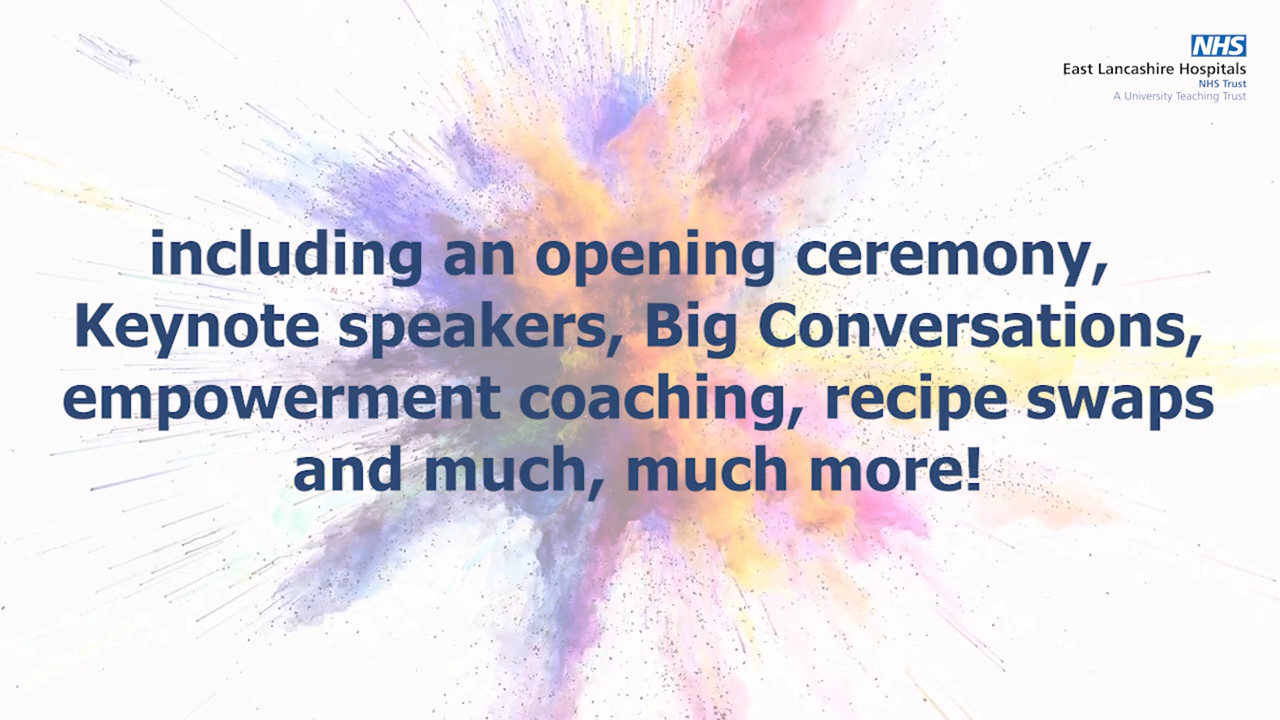 NHS
East Lancashire Hospitals
NHS Trust
A University Teaching Trust
including an opening ceremony,
Keynote speakers, Big Conversations,
empowerment coaching, recipe swaps
and much, much more!